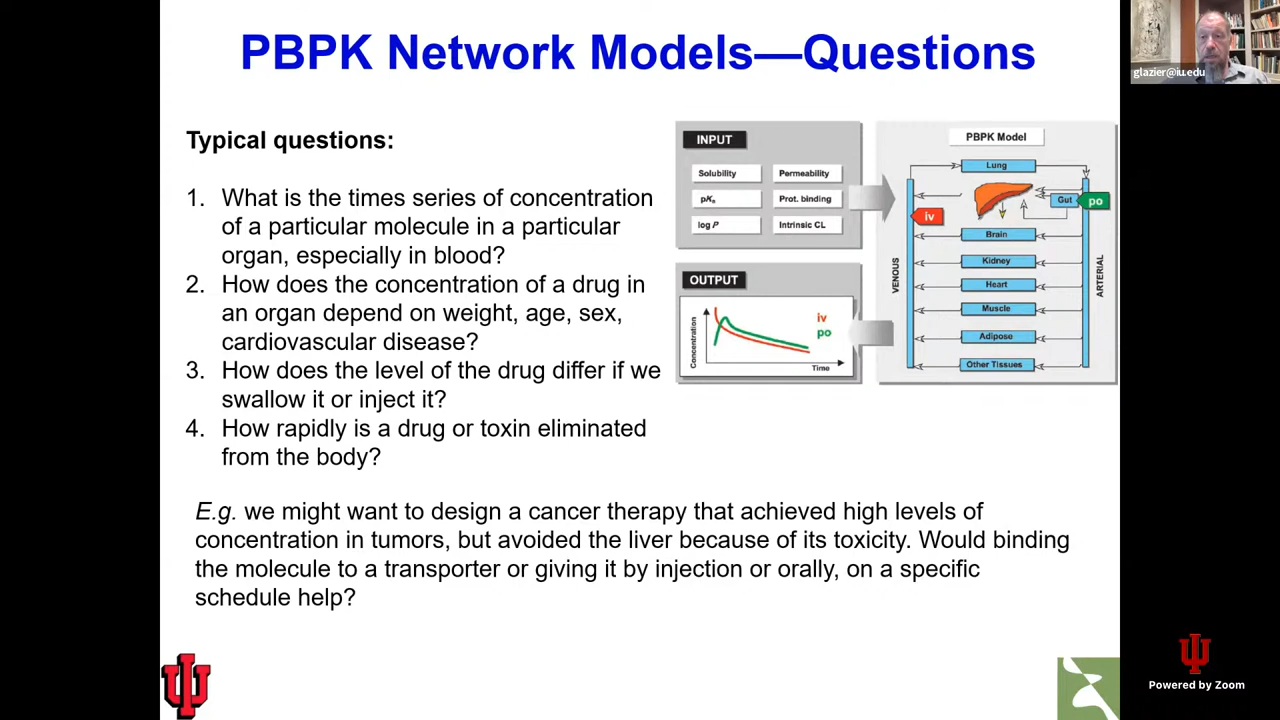 PBPK Network Models—Questions
glazier@iu.edu
Typical questions:
1. What is the times series of concentration
of a particular molecule in a particular
organ, especially in blood?
2. How does the concentration of a drug in
an organ depend on weight, age, sex,
cardiovascular disease?
3. How does the level of the drug differ if we
swallow it or inject it?
4. How rapidly is a drug or toxin eliminated
from the body?
INPUT
Solubility
Permeability
pKa
Prot. binding
log P
Intrinsic CL
OUTPUT
Concentration
iv
po
Time
PBPK Model
Lung
Gut
po
iv
Brain
Kidney
Heart
Muscle
Adipose
Other Tissues
VENOUS
ARTERIAL
E.g. we might want to design a cancer therapy that achieved high levels of
concentration in tumors, but avoided the liver because of its toxicity. Would binding
the molecule to a transporter or giving it by injection or orally, on a specific
schedule help?
Powered by Zoom